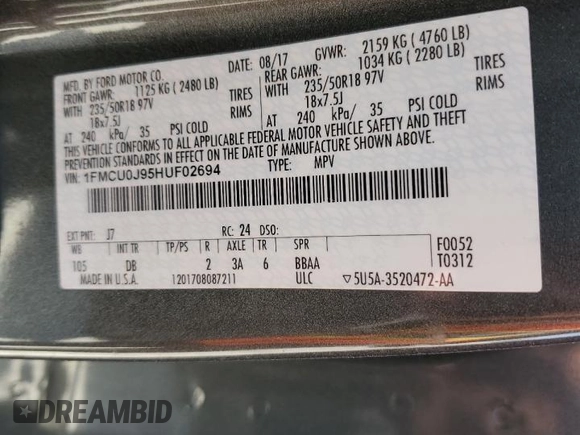 MFD. BY FORD MOTOR CO.
DATE: 08/17 GVWR: 2159 KG ( 4760 LB)
FRONT GAWR: 1125 KG ( 2480 LB)
REAR GAWR: 1034 KG ( 2280 LB)
WITH 235/50R18 97V TIRES
WITH 235/50R18 97V TIRES
18x7.5J RIMS
18x7.5J RIMS
AT 240 kPa/ 35 PSI COLD
AT 240 kPa/ 35 PSI COLD
THIS VEHICLE CONFORMS TO ALL APPLICABLE FEDERAL MOTOR VEHICLE SAFETY AND THEFT
PREVENTION STANDARDS IN EFFECT ON THE DATE OF MANUFACTURE SHOWN ABOVE.
VIN: 1FMCU0J95HUF02694 TYPE: MPV
EXT PNT: J7 RC: 24 DSO:
WB INT TR TP/PS R AXLE TR SPR F0052
105 DB 2 3A 6 BBAA T0312
MADE IN U.S.A. 1201708087211 ULC ▽5U5A-3520472-AA
DREAMBID